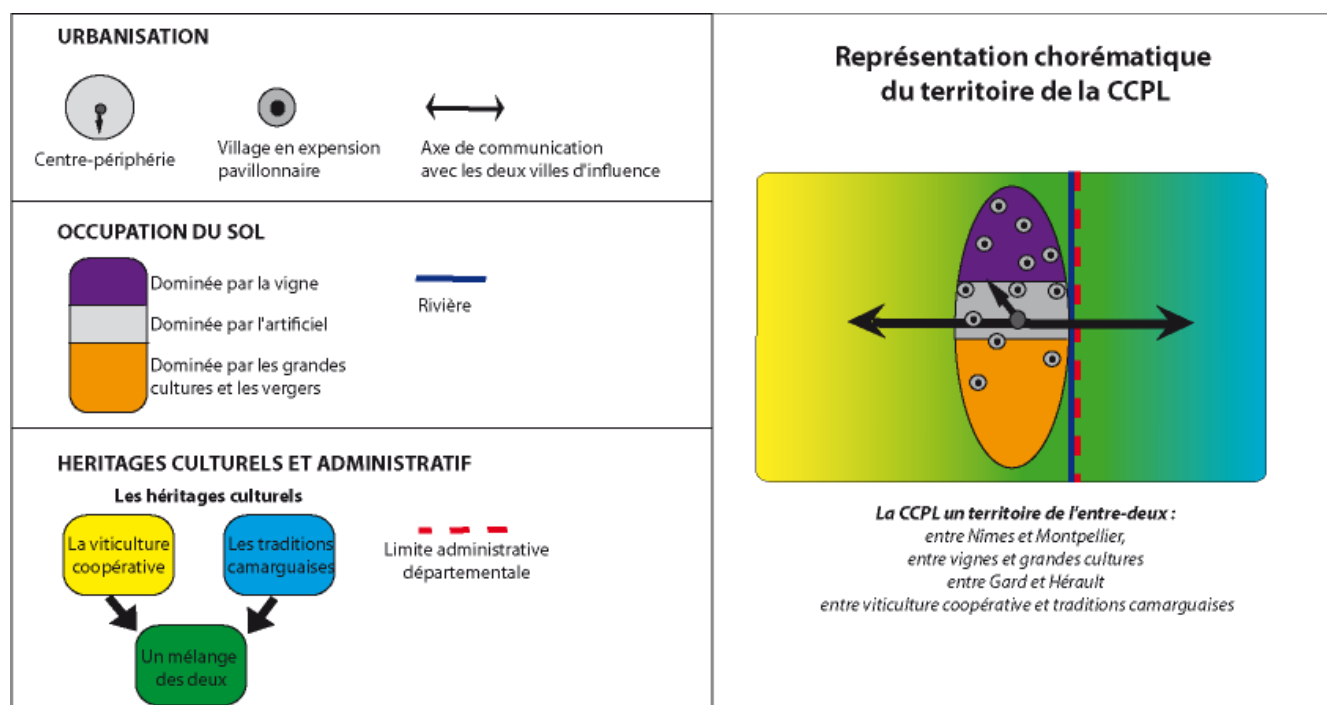 URBANISATION
Centre-périphérie
Village en expension
pavillonnaire
Axe de communication
avec les deux villes d'influence
OCCUPATION DU SOL
Dominée par la vigne
Dominée par l'artificiel
Dominée par les grandes
cultures et les vergers
Rivière
HERITAGES CULTURELS ET ADMINISTRATIF
Les héritages culturels
La viticulture
coopérative
Les traditions
camarguaises
Un mélange
des deux
Limite administrative
départementale
Représentation chorématique
du territoire de la CCPL
La CCPL un territoire de l'entre-deux :
entre Nîmes et Montpellier,
entre vignes et grandes cultures
entre Gard et Hérault
entre viticulture coopérative et traditions camarguaises